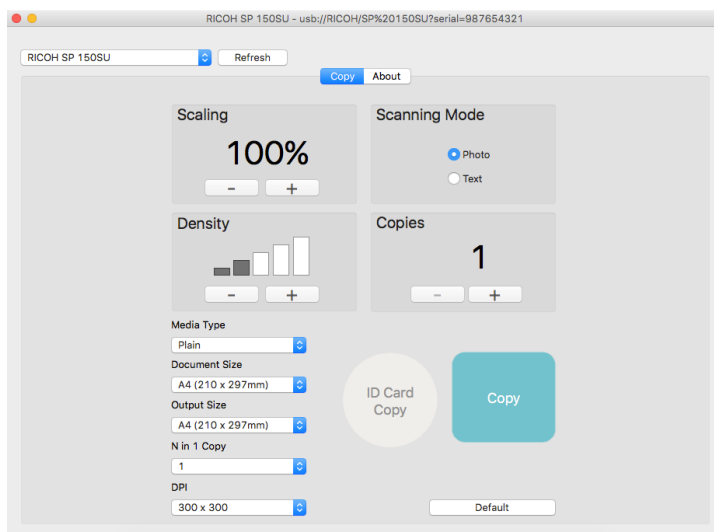 RICOH SP 150SU - usb://RICOH/SP%20150SU?serial=987654321
RICOH SP 150SU
Refresh
Copy
About
Scaling
100%
-
+
Scanning Mode
Photo
Text
Density
-
+
Copies
1
-
+
Media Type
Plain
Document Size
A4 (210 x 297mm)
Output Size
A4 (210 x 297mm)
N in 1 Copy
1
DPI
300 x 300
ID Card
Copy
Copy
Default